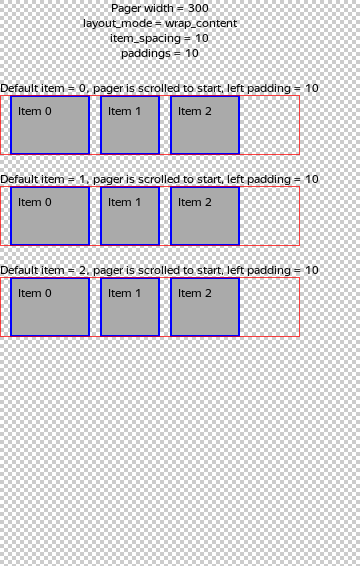 Pager width = 300
layout_mode = wrap_content
item_spacing = 10
paddings = 10
Default item = 0, pager is scrolled to start, left padding = 10
Item 0 Item 1 Item 2
Default item = 1, pager is scrolled to start, left padding = 10
Item 0 Item 1 Item 2
Default item = 2, pager is scrolled to start, left padding = 10
Item 0 Item 1 Item 2